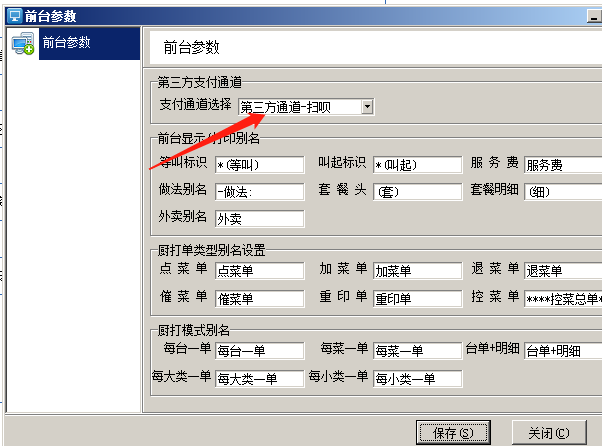 前台参数
前台参数
前台参数
第三方支付通道
支付通道选择 第三方通道-扫呗
前台显示/打印别名
等叫标识 *(等叫) 叫起标识 *(叫起) 服务费 服务费
做法别名 -做法: 套餐头 (套) 套餐明细 (细)
外卖别名 外卖
厨打单类型别名设置
点菜单 点菜单 加菜单 加菜单 退菜单 退菜单
催菜单 催菜单 重印单 重印单 控菜单 ****控菜总单*
厨打模式别名
每台一单 每台一单 每菜一单 每菜一单 台单+明细 台单+明细
每大类一单 每大类一单 每小类一单 每小类一单
保存(S) 关闭(C)